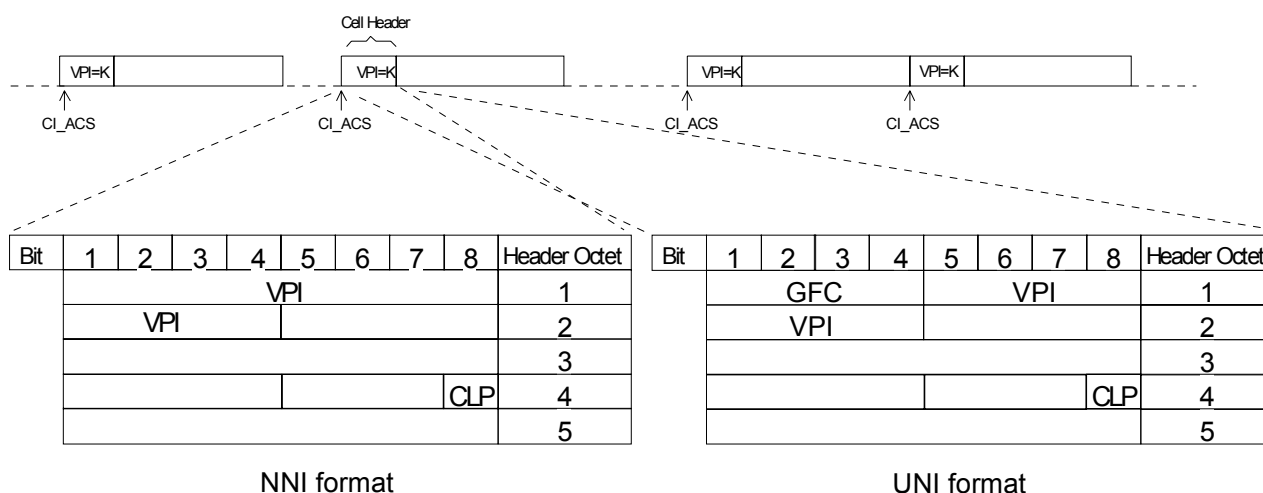 Cell Header
VPI=K VPI=K VPI=K VPI=K
CI_ACS CI_ACS CI_ACS CI_ACS
Bit 1 2 3 4 5 6 7 8 Header Octet
VPI 1
VPI 2
3
CLP 4
5
NNI format
Bit 1 2 3 4 5 6 7 8 Header Octet
GFC VPI 1
VPI 2
3
CLP 4
5
UNI format